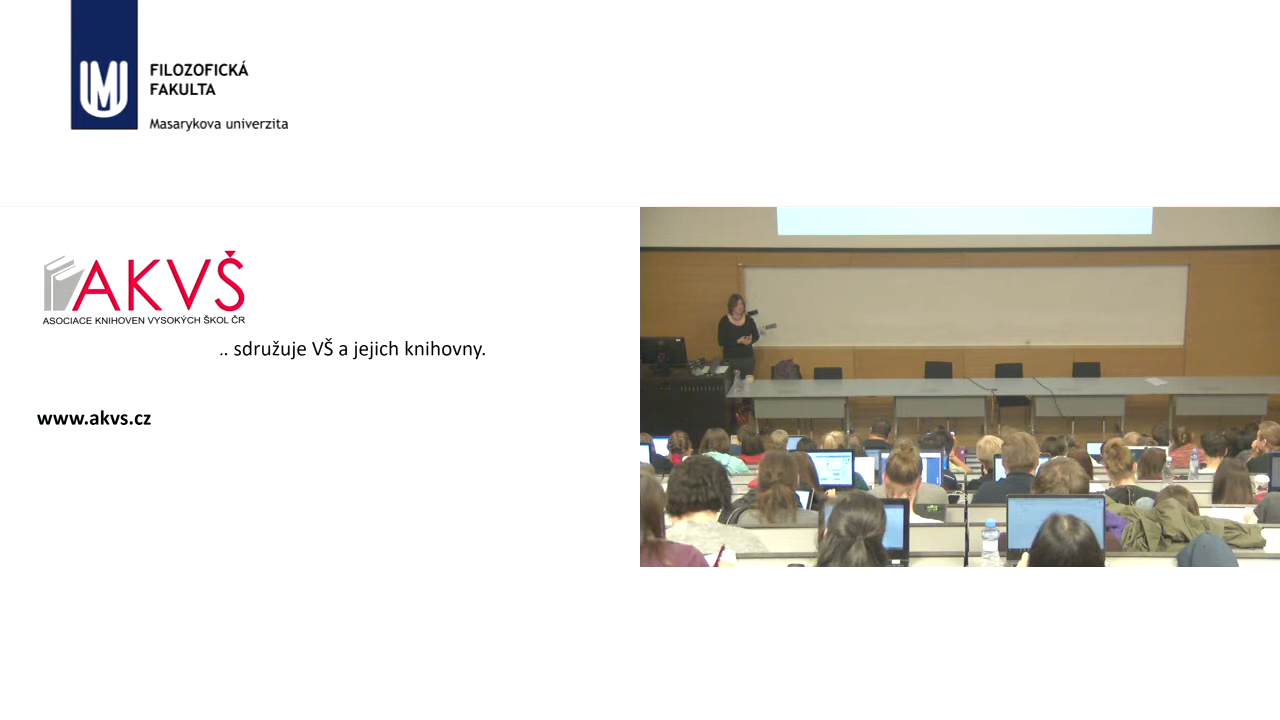 FILOZOFICKÁ
FAKULTA
Masarykova univerzita
AKVŠ
ASOCIACE KNIHOVEN VYSOKÝCH ŠKOL ČR
.. sdružuje VŠ a jejich knihovny.
www.akvs.cz